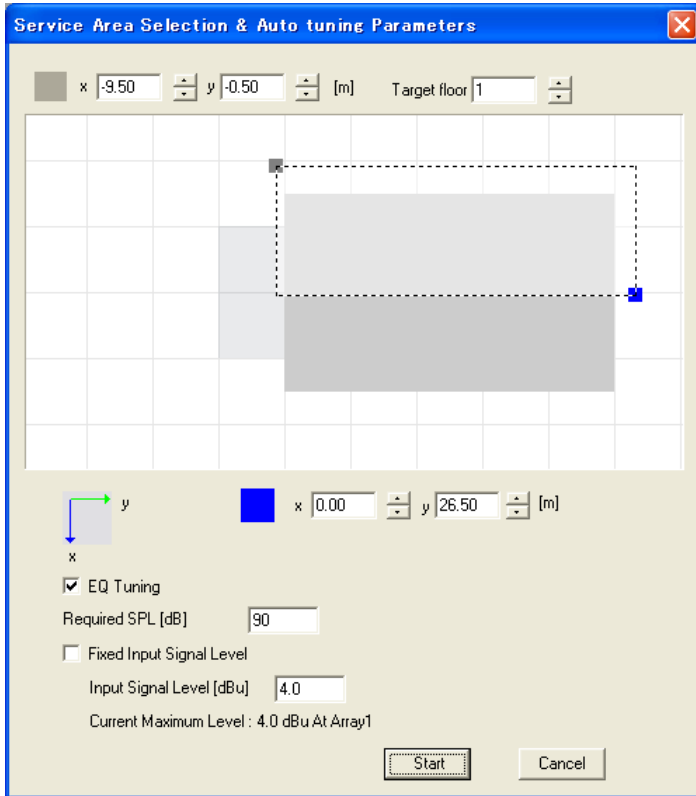 Service Area Selection & Auto tuning Parameters
x -9.50 y -0.50 [m] Target floor 1
y
x
x 0.00 y 26.50 [m]
EQ Tuning
Required SPL [dB] 90
Fixed Input Signal Level
Input Signal Level [dBu] 4.0
Current Maximum Level : 4.0 dBu At Array1
Start Cancel